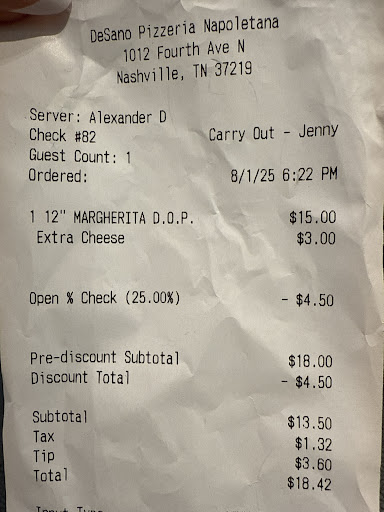 DeSano Pizzeria Napoletana
1012 Fourth Ave N
Nashville, TN 37219
Server: Alexander D
Check #82 Carry Out - Jenny
Guest Count: 1
Ordered: 8/1/25 6:22 PM
1 12" MARGHERITA D.O.P. $15.00
Extra Cheese $3.00
Open % Check (25.00%) - $4.50
Pre-discount Subtotal $18.00
Discount Total - $4.50
Subtotal $13.50
Tax $1.32
Tip $3.60
Total $18.42
Input Type